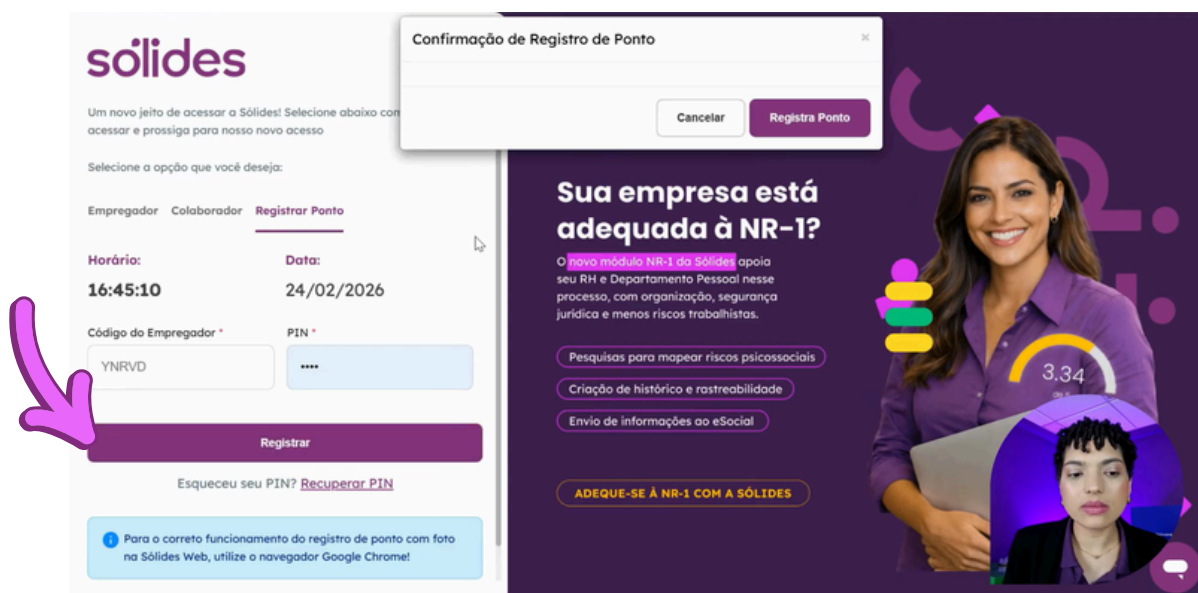 sólides
Um novo jeito de acessar a Sólides! Selecione abaixo com
acessar e prossiga para nosso novo acesso
Selecione a opção que você deseja:
Empregador Colaborador Registrar Ponto
Horário: Data:
16:45:10 24/02/2026
Código do Empregador * PIN *
YNRVD ••••
Registrar
Esqueceu seu PIN? Recuperar PIN
Para o correto funcionamento do registro de ponto com foto
na Sólides Web, utilize o navegador Google Chrome!
Confirmação de Registro de Ponto ×
Cancelar Registra Ponto
Sua empresa está
adequada à NR-1?
O novo módulo NR-1 da Sólides apoia
seu RH e Departamento Pessoal nesse
processo, com organização, segurança
jurídica e menos riscos trabalhistas.
Pesquisas para mapear riscos psicossociais
Criação de histórico e rastreabilidade
Envio de informações ao eSocial
ADEQUE-SE À NR-1 COM A SÓLIDES
3.34